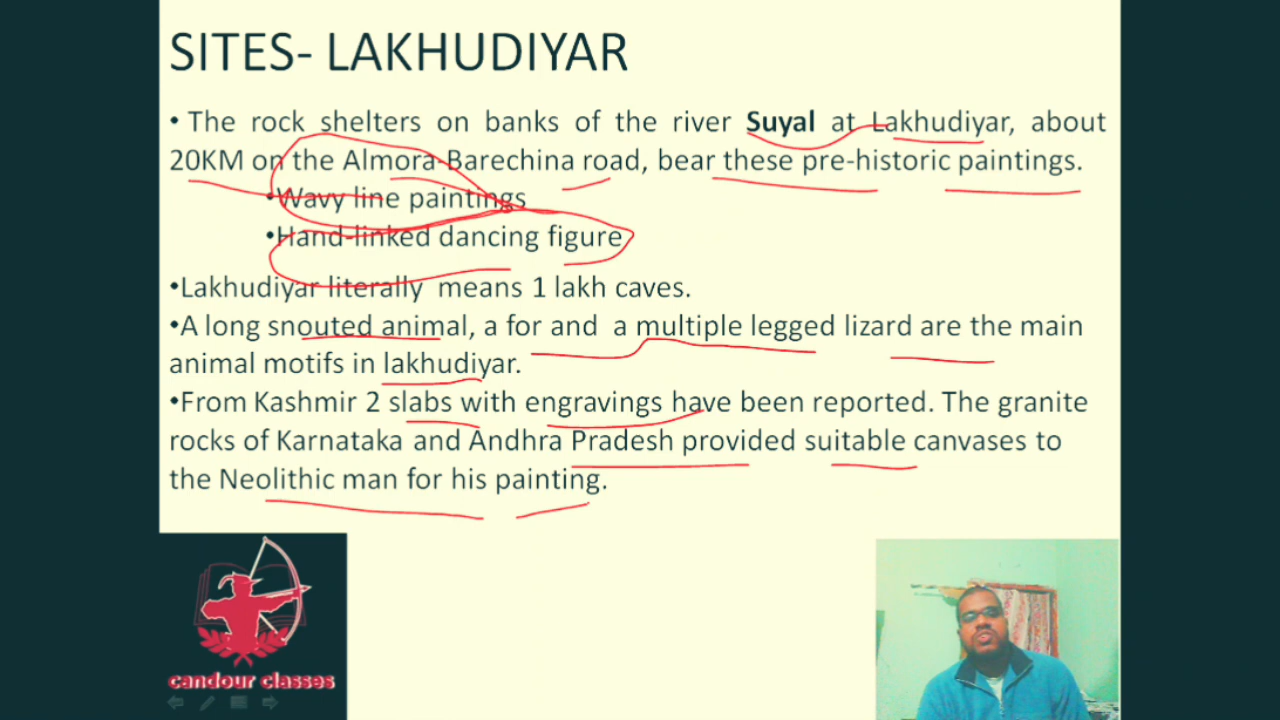 SITES- LAKHUDIYAR
• The rock shelters on banks of the river Suyal at Lakhudiyar, about
20KM on the Almora-Barechina road, bear these pre-historic paintings.
•Wavy line paintings
•Hand-linked dancing figure
•Lakhudiyar literally means 1 lakh caves.
•A long snouted animal, a for and a multiple legged lizard are the main
animal motifs in lakhudiyar.
•From Kashmir 2 slabs with engravings have been reported. The granite
rocks of Karnataka and Andhra Pradesh provided suitable canvases to
the Neolithic man for his painting.
candour classes